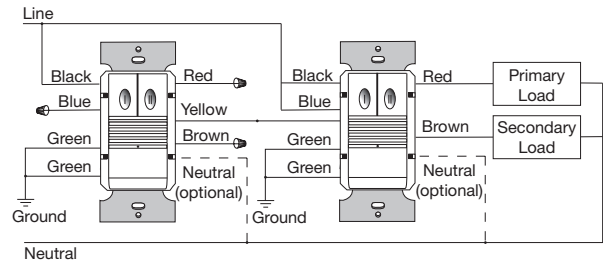 Line
Black
Red
Blue
Yellow
Green
Brown
Green
Neutral
(optional)
Ground
Black
Red
Blue
Green
Brown
Green
Neutral
(optional)
Ground
Primary
Load
Secondary
Load
Neutral